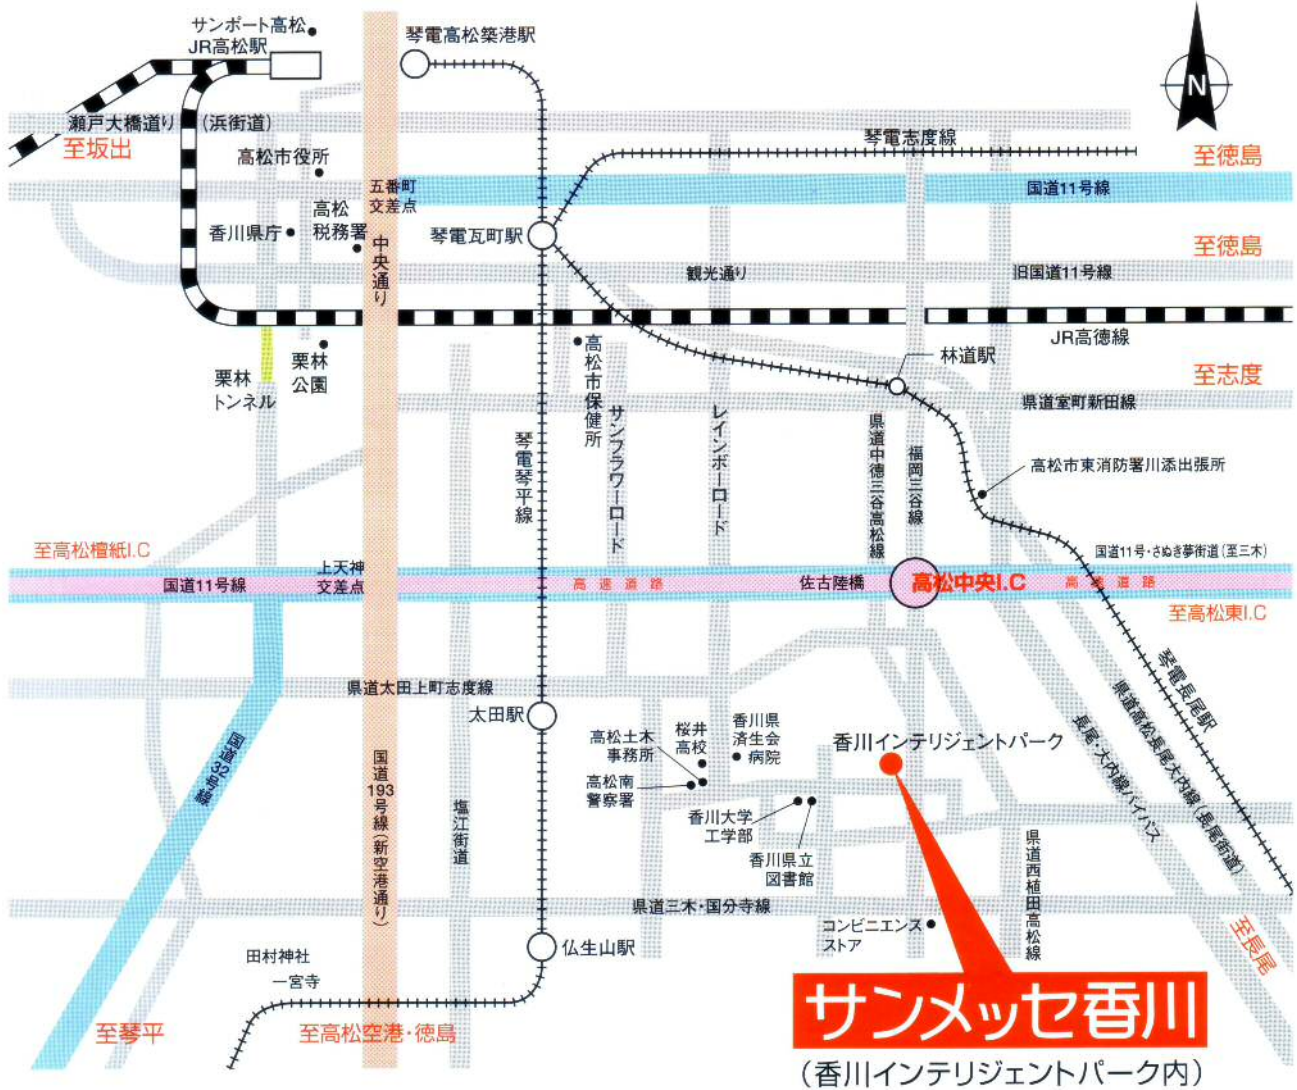 サンポート高松
JR高松駅
琴電高松築港駅
N
瀬戸大橋通り (浜街道)
至坂出
琴電志度線
至徳島
高松市役所
五番町
交差点
国道11号線
高松
税務署
香川県庁
中央通り
琴電瓦町駅
至徳島
観光通り
旧国道11号線
JR高徳線
栗林
公園
栗林
トンネル
高松市保健所
林道駅
至志度
県道室町新田線
サンフラワーロード
レインボーロード
琴電琴平線
県道中徳三谷高松線
福岡三谷線
高松市東消防署川添出張所
至高松檀紙I.C
国道11号・さぬき夢街道(至三木)
上天神
交差点
国道11号線
高速道路
佐古陸橋
高松中央I.C
高速道路
至高松東I.C
県道太田上町志度線
太田駅
琴電長尾駅
県道高松長尾大内線(長尾街道)
長尾・大内線バイパス
国道32号線
国道193号線(新空港通り)
塩江街道
高松土木
事務所
桜井
高校
香川県
済生会
病院
香川インテリジェントパーク
高松南
警察署
香川大学
工学部
香川県立
図書館
県道西植田高松線
県道三木・国分寺線
コンビニエンス
ストア
至長尾
仏生山駅
田村神社
一宮寺
至琴平
至高松空港・徳島
サンメッセ香川
(香川インテリジェントパーク内)